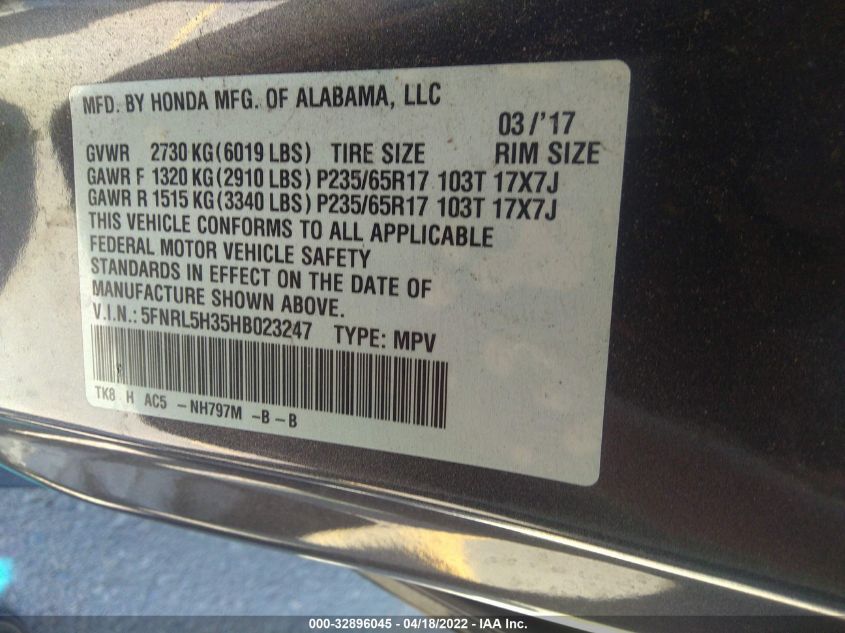 MFD. BY HONDA MFG. OF ALABAMA, LLC
03/'17
GVWR 2730 KG(6019 LBS) TIRE SIZE RIM SIZE
GAWR F 1320 KG(2910 LBS) P235/65R17 103T 17X7J
GAWR R 1515 KG(3340 LBS) P235/65R17 103T 17X7J
THIS VEHICLE CONFORMS TO ALL APPLICABLE
FEDERAL MOTOR VEHICLE SAFETY
STANDARDS IN EFFECT ON THE DATE OF
MANUFACTURE SHOWN ABOVE.
V.I.N.: 5FNRL5H35HB023247 TYPE: MPV
TK8 H AC5 -NH797M -B-B
000-32896045 - 04/18/2022 - IAA Inc.